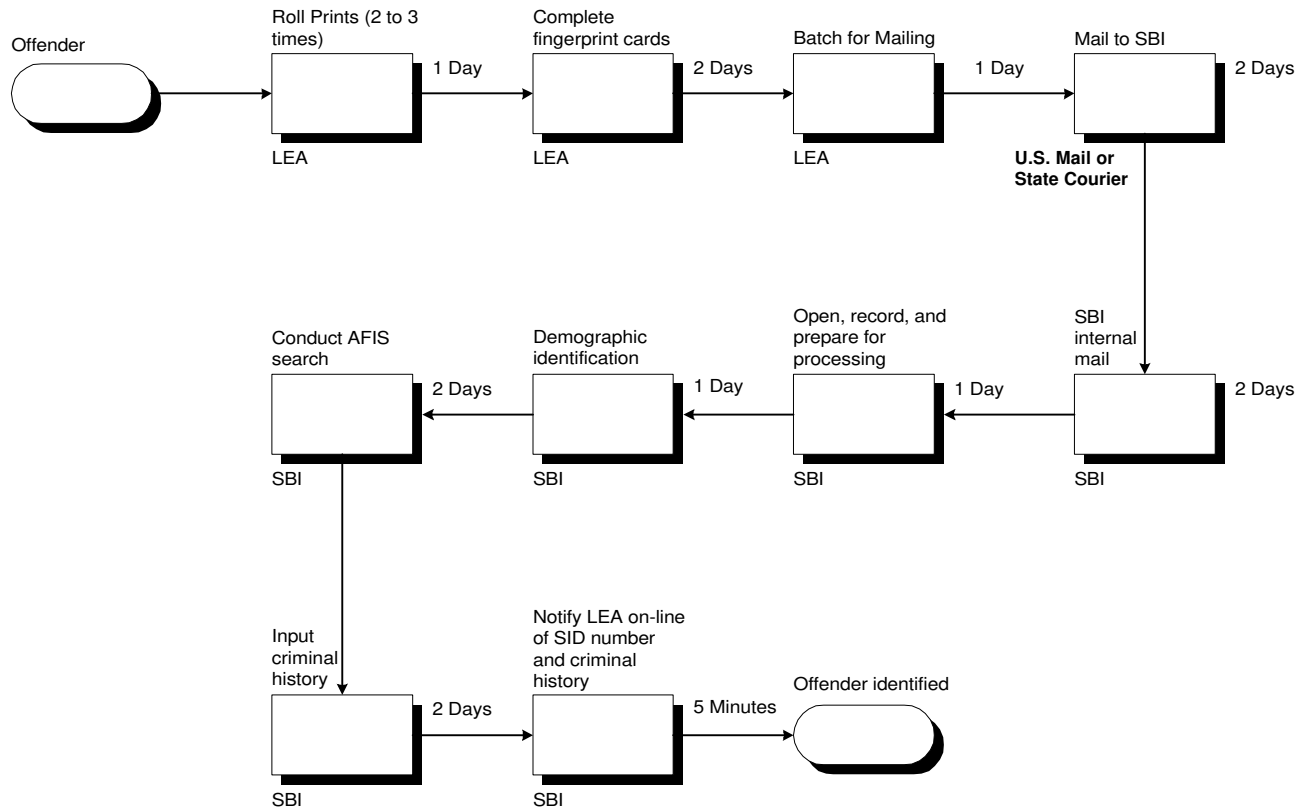 Offender
Roll Prints (2 to 3
times)
LEA
1 Day
Complete
fingerprint cards
LEA
2 Days
Batch for Mailing
LEA
1 Day
Mail to SBI
U.S. Mail or
State Courier
2 Days
SBI
internal
mail
SBI
2 Days
1 Day
Open, record, and
prepare for
processing
SBI
1 Day
Demographic
identification
SBI
2 Days
Conduct AFIS
search
SBI
Input
criminal
history
SBI
2 Days
Notify LEA on-line
of SID number
and criminal
history
SBI
5 Minutes
Offender identified